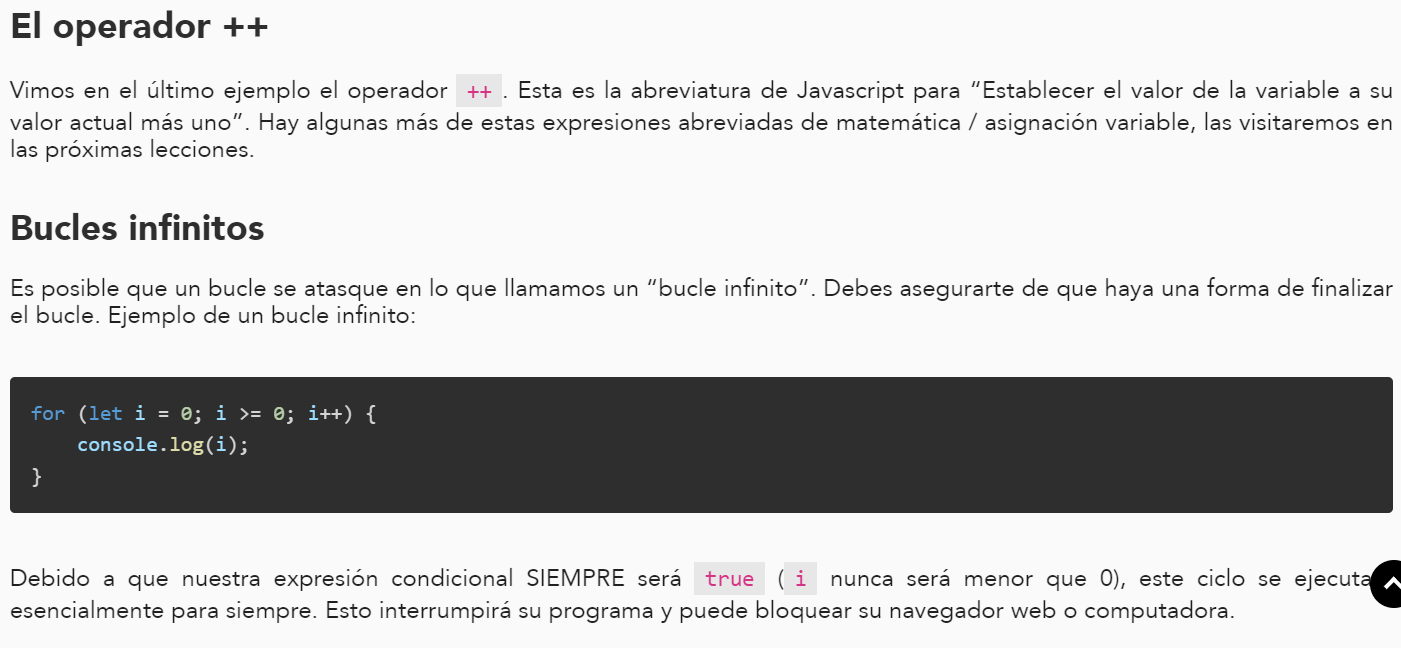 El operador ++
Vimos en el último ejemplo el operador ++. Esta es la abreviatura de Javascript para “Establecer el valor de la variable a su
valor actual más uno”. Hay algunas más de estas expresiones abreviadas de matemática / asignación variable, las visitaremos en
las próximas lecciones.
Bucles infinitos
Es posible que un bucle se atasque en lo que llamamos un “bucle infinito”. Debes asegurarte de que haya una forma de finalizar
el bucle. Ejemplo de un bucle infinito:
for (let i = 0; i >= 0; i++) {
    console.log(i);
}
Debido a que nuestra expresión condicional SIEMPRE será true (i nunca será menor que 0), este ciclo se ejecuta
esencialmente para siempre. Esto interrumpirá su programa y puede bloquear su navegador web o computadora.